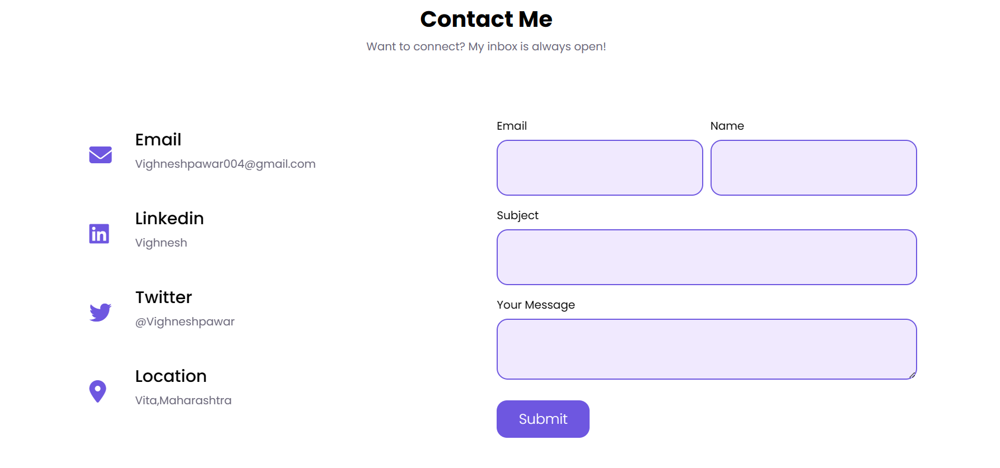 Contact Me
Want to connect? My inbox is always open!
Email
Vighneshpawar004@gmail.com
Linkedin
Vighnesh
Twitter
@Vighneshpawar
Location
Vita,Maharashtra
Email
Name
Subject
Your Message
Submit